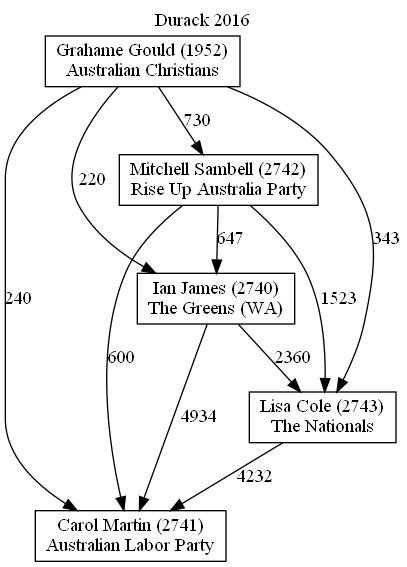 Durack 2016
Grahame Gould (1952)
Australian Christians
730
220
Mitchell Sambell (2742)
Rise Up Australia Party
647
343
Ian James (2740)
The Greens (WA)
240
1523
600
2360
4934
Lisa Cole (2743)
The Nationals
4232
Carol Martin (2741)
Australian Labor Party